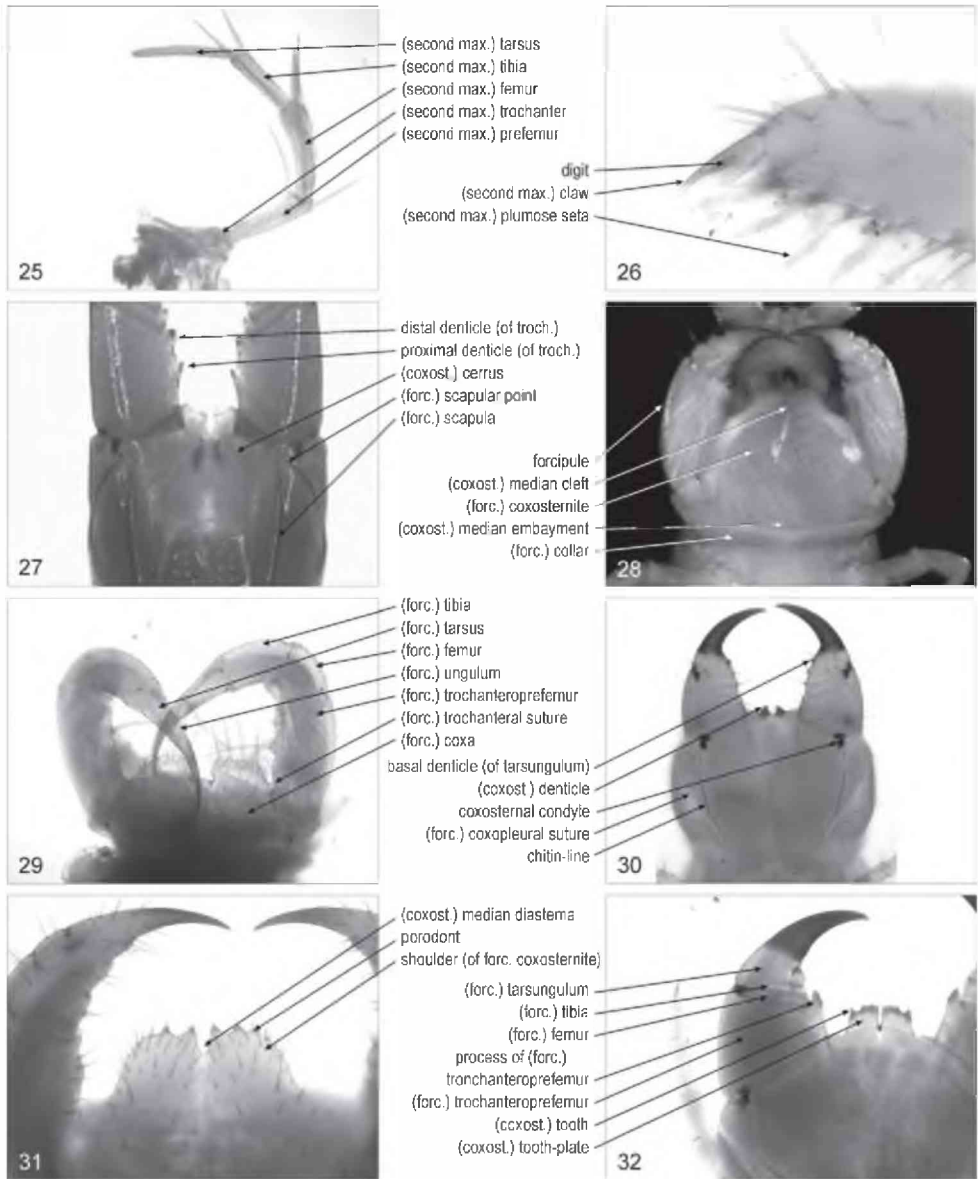 (second max.) tarsus
(second max.) tibia
(second max.) femur
(second max.) trochanter
(second max.) prefemur
25
digit
(second max.) claw
(second max.) plumose seta
26
distal denticle (of troch.)
proximal denticle (of troch.)
(coxost.) cerrus
(forc.) scapular point
(forc.) scapula
27
forcipule
(coxost.) median cleft
(forc.) coxosternite
(coxost.) median embayment
(forc.) collar
28
(forc.) tibia
(forc.) tarsus
(forc.) femur
(forc.) ungulum
(forc.) trochanteroprefemur
(forc.) trochanteral suture
(forc.) coxa
29
basal denticle (of tarsungulum)
(coxost.) denticle
coxosternal condyle
(forc.) coxopleural suture
chitin-line
30
(coxost.) median diastema
porodont
shoulder (of forc. coxosternite)
31
(forc.) tarsungulum
(forc.) tibia
(forc.) femur
process of (forc.)
tronchanteroprefemur
(forc.) trochanteroprefemur
(coxost.) tooth
(coxost.) tooth-plate
32